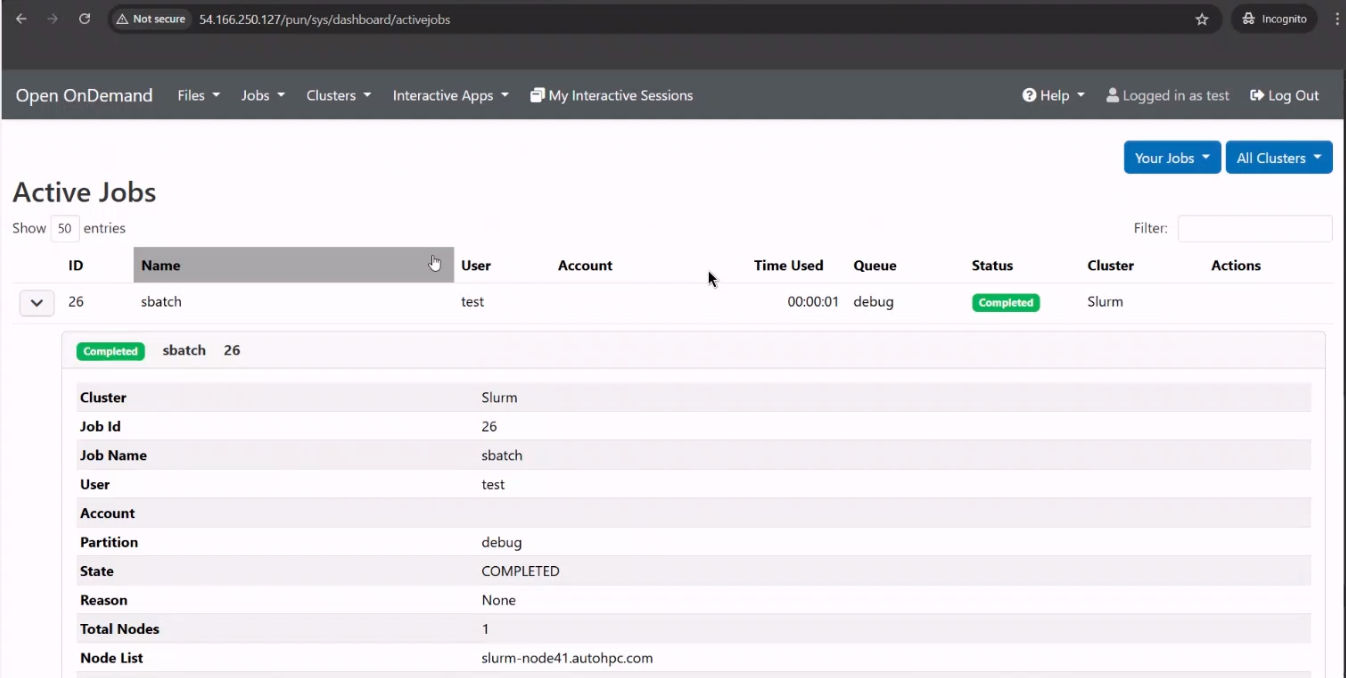 Not secure 54.166.250.127/pun/sys/dashboard/activejobs Incognito
Open OnDemand Files Jobs Clusters Interactive Apps My Interactive Sessions Help Logged in as test Log Out
Your Jobs All Clusters
Active Jobs
Show 50 entries Filter:
ID Name User Account Time Used Queue Status Cluster Actions
26 sbatch test 00:00:01 debug Completed Slurm
Completed sbatch 26
Cluster Slurm
Job Id 26
Job Name sbatch
User test
Account
Partition debug
State COMPLETED
Reason None
Total Nodes 1
Node List slurm-node41.autohpc.com